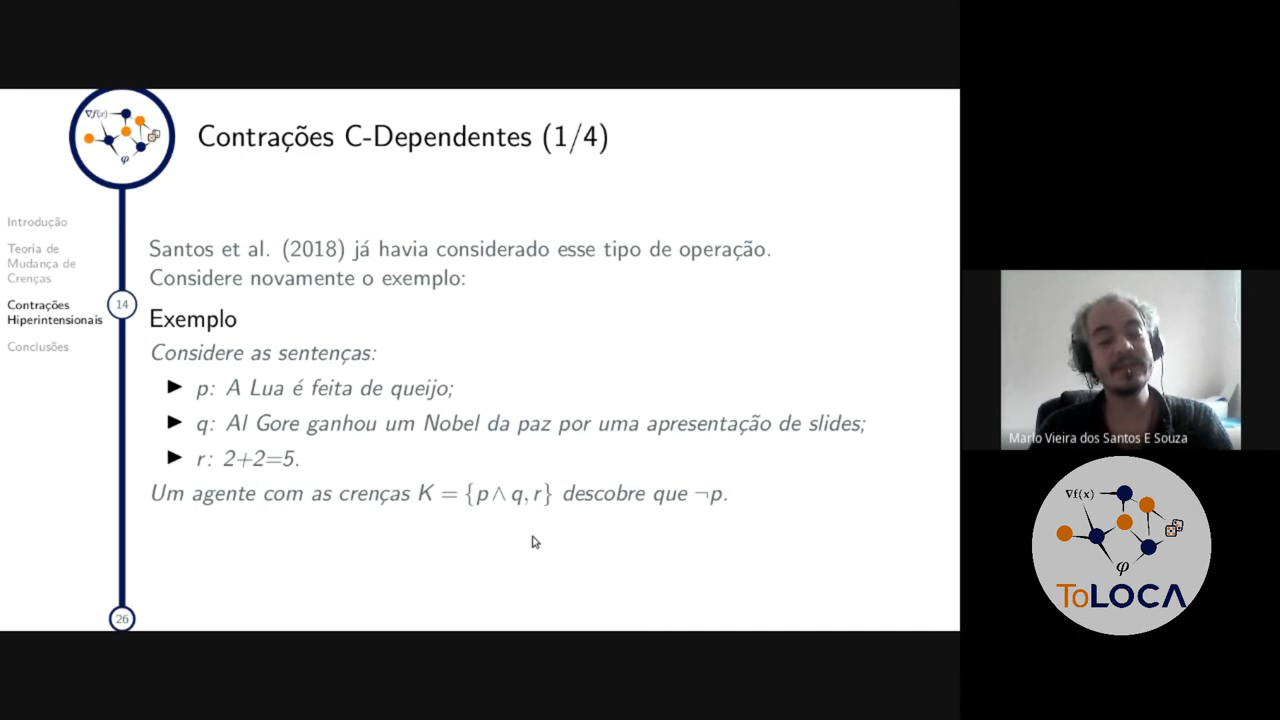 ∇f(x)
φ
Contrações C-Dependentes (1/4)
Introdução
Teoria de
Mudança de
Crenças
Contrações
Hiperintensionais
Conclusões
14
26
Santos et al. (2018) já havia considerado esse tipo de operação.
Considere novamente o exemplo:
Exemplo
Considere as sentenças:
► p: A Lua é feita de queijo;
► q: Al Gore ganhou um Nobel da paz por uma apresentação de slides;
► r: 2+2=5.
Um agente com as crenças K = {p ∧ q, r} descobre que ¬p.
Marlo Vieira dos Santos E Souza
∇f(x)
φ
ToLOCA